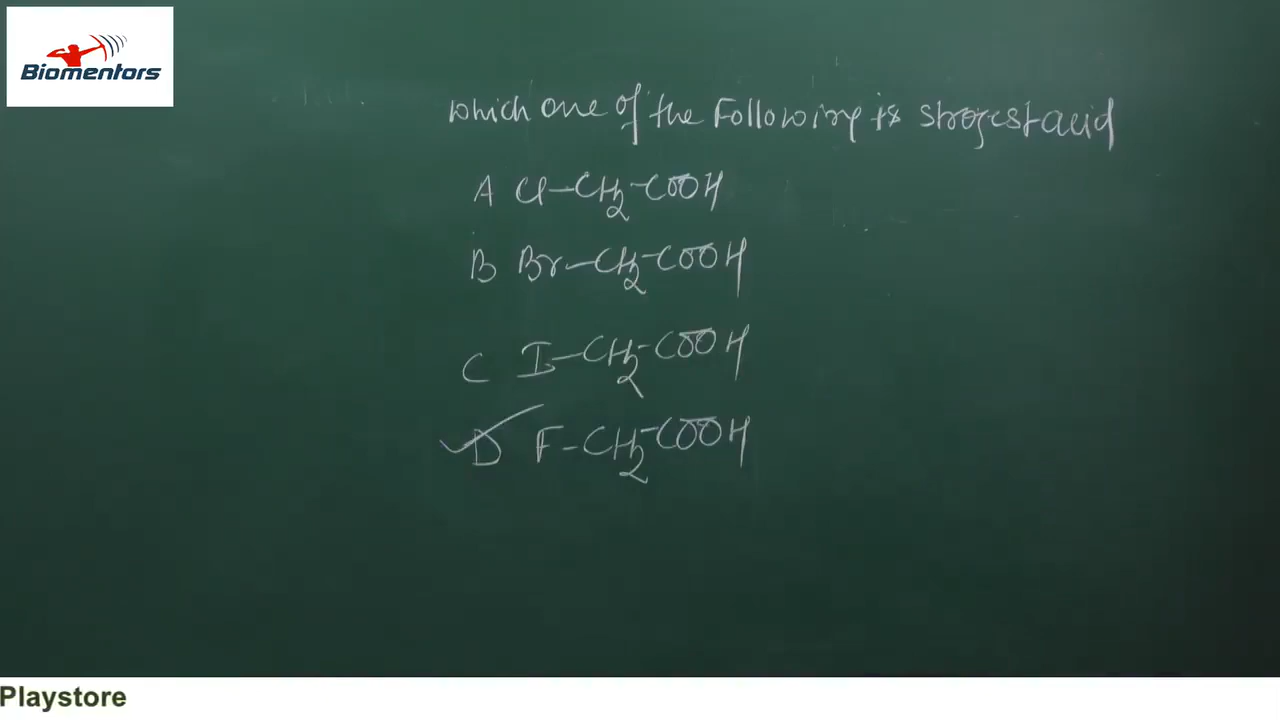 Biomentors
which one of the Following is strogest acid
A Cl-CH2-COOH
B Br-CH2-COOH
C I-CH2-COOH
D F-CH2-COOH
Playstore